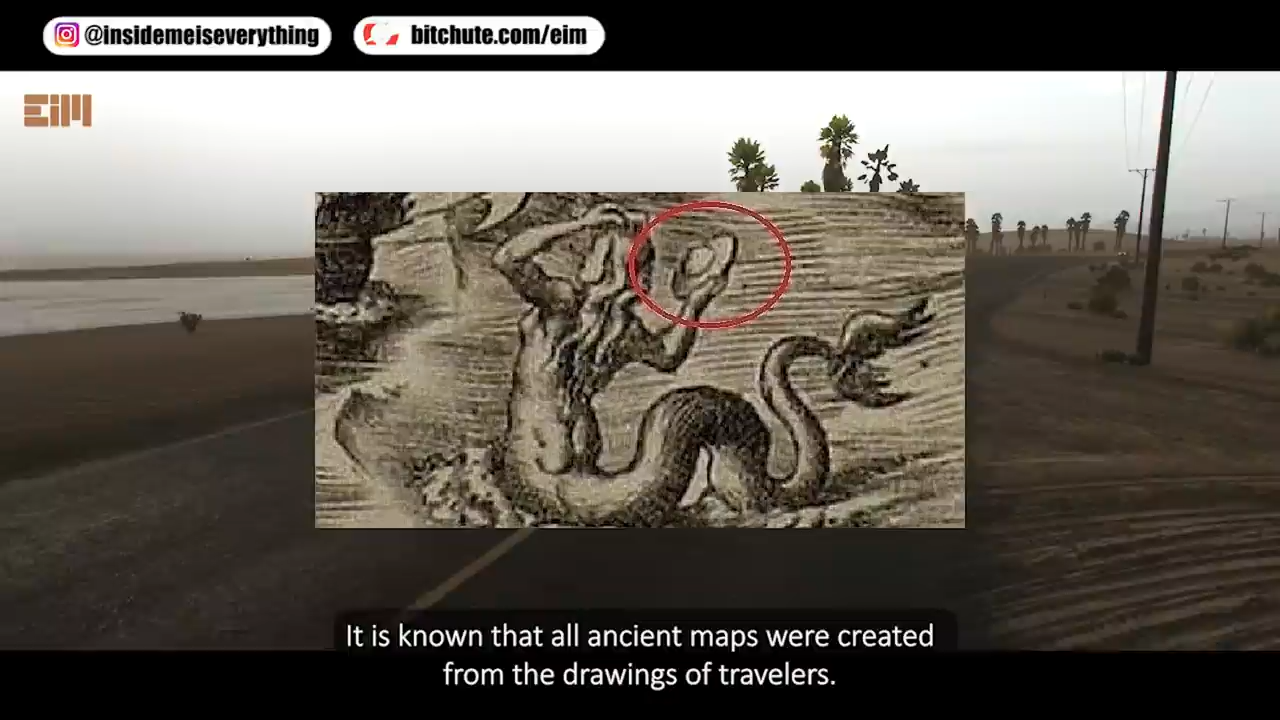 @insidemeiseverything
bitchute.com/eim
EiM
It is known that all ancient maps were created
from the drawings of travelers.